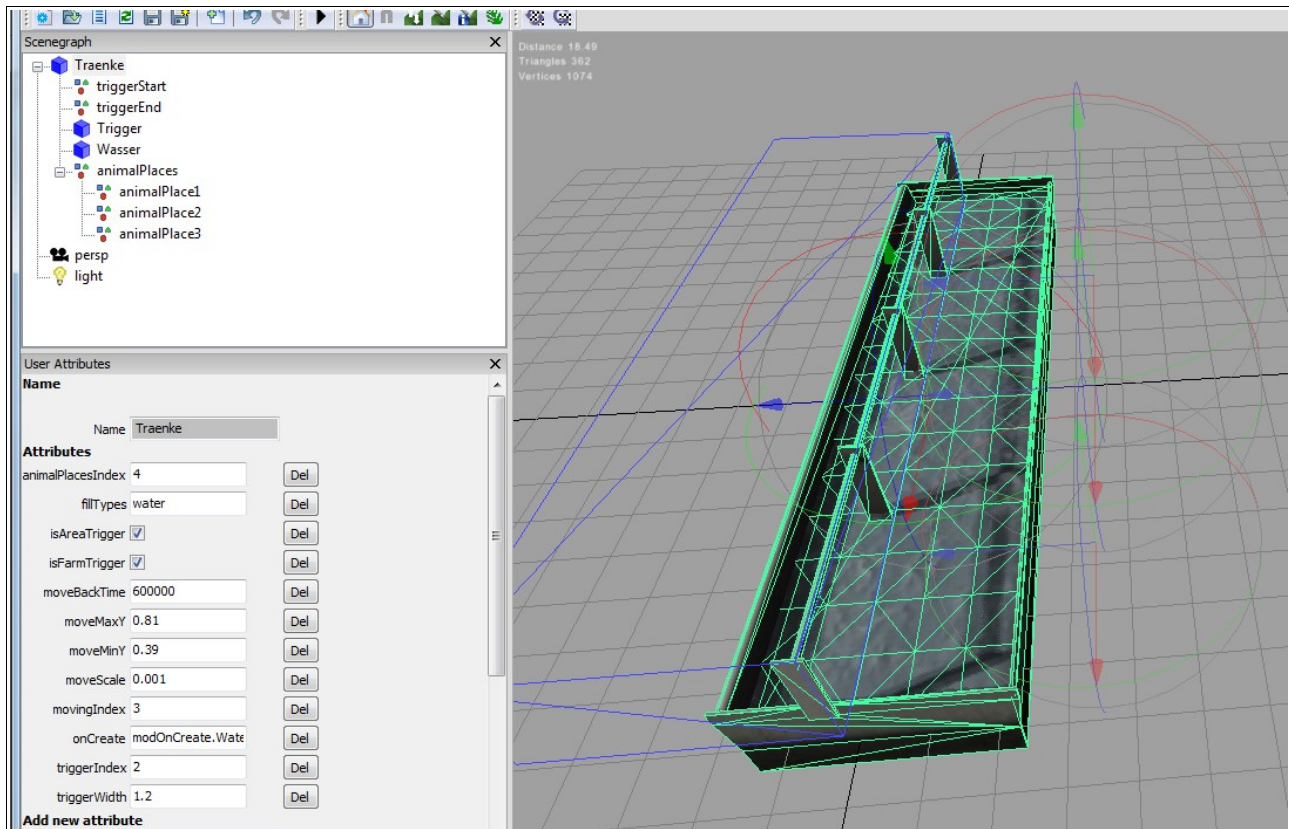 Scenegraph
Traenke
triggerStart
triggerEnd
Trigger
Wasser
animalPlaces
animalPlace1
animalPlace2
animalPlace3
persp
light
User Attributes
Name
Name Traenke
Attributes
animalPlacesIndex 4 Del
fillTypes water Del
isAreaTrigger Del
isFarmTrigger Del
moveBackTime 600000 Del
moveMaxY 0.81 Del
moveMinY 0.39 Del
moveScale 0.001 Del
movingIndex 3 Del
onCreate modOnCreate.Wate Del
triggerIndex 2 Del
triggerWidth 1.2 Del
Add new attribute
Distance 18.49
Triangles 362
Vertices 1074